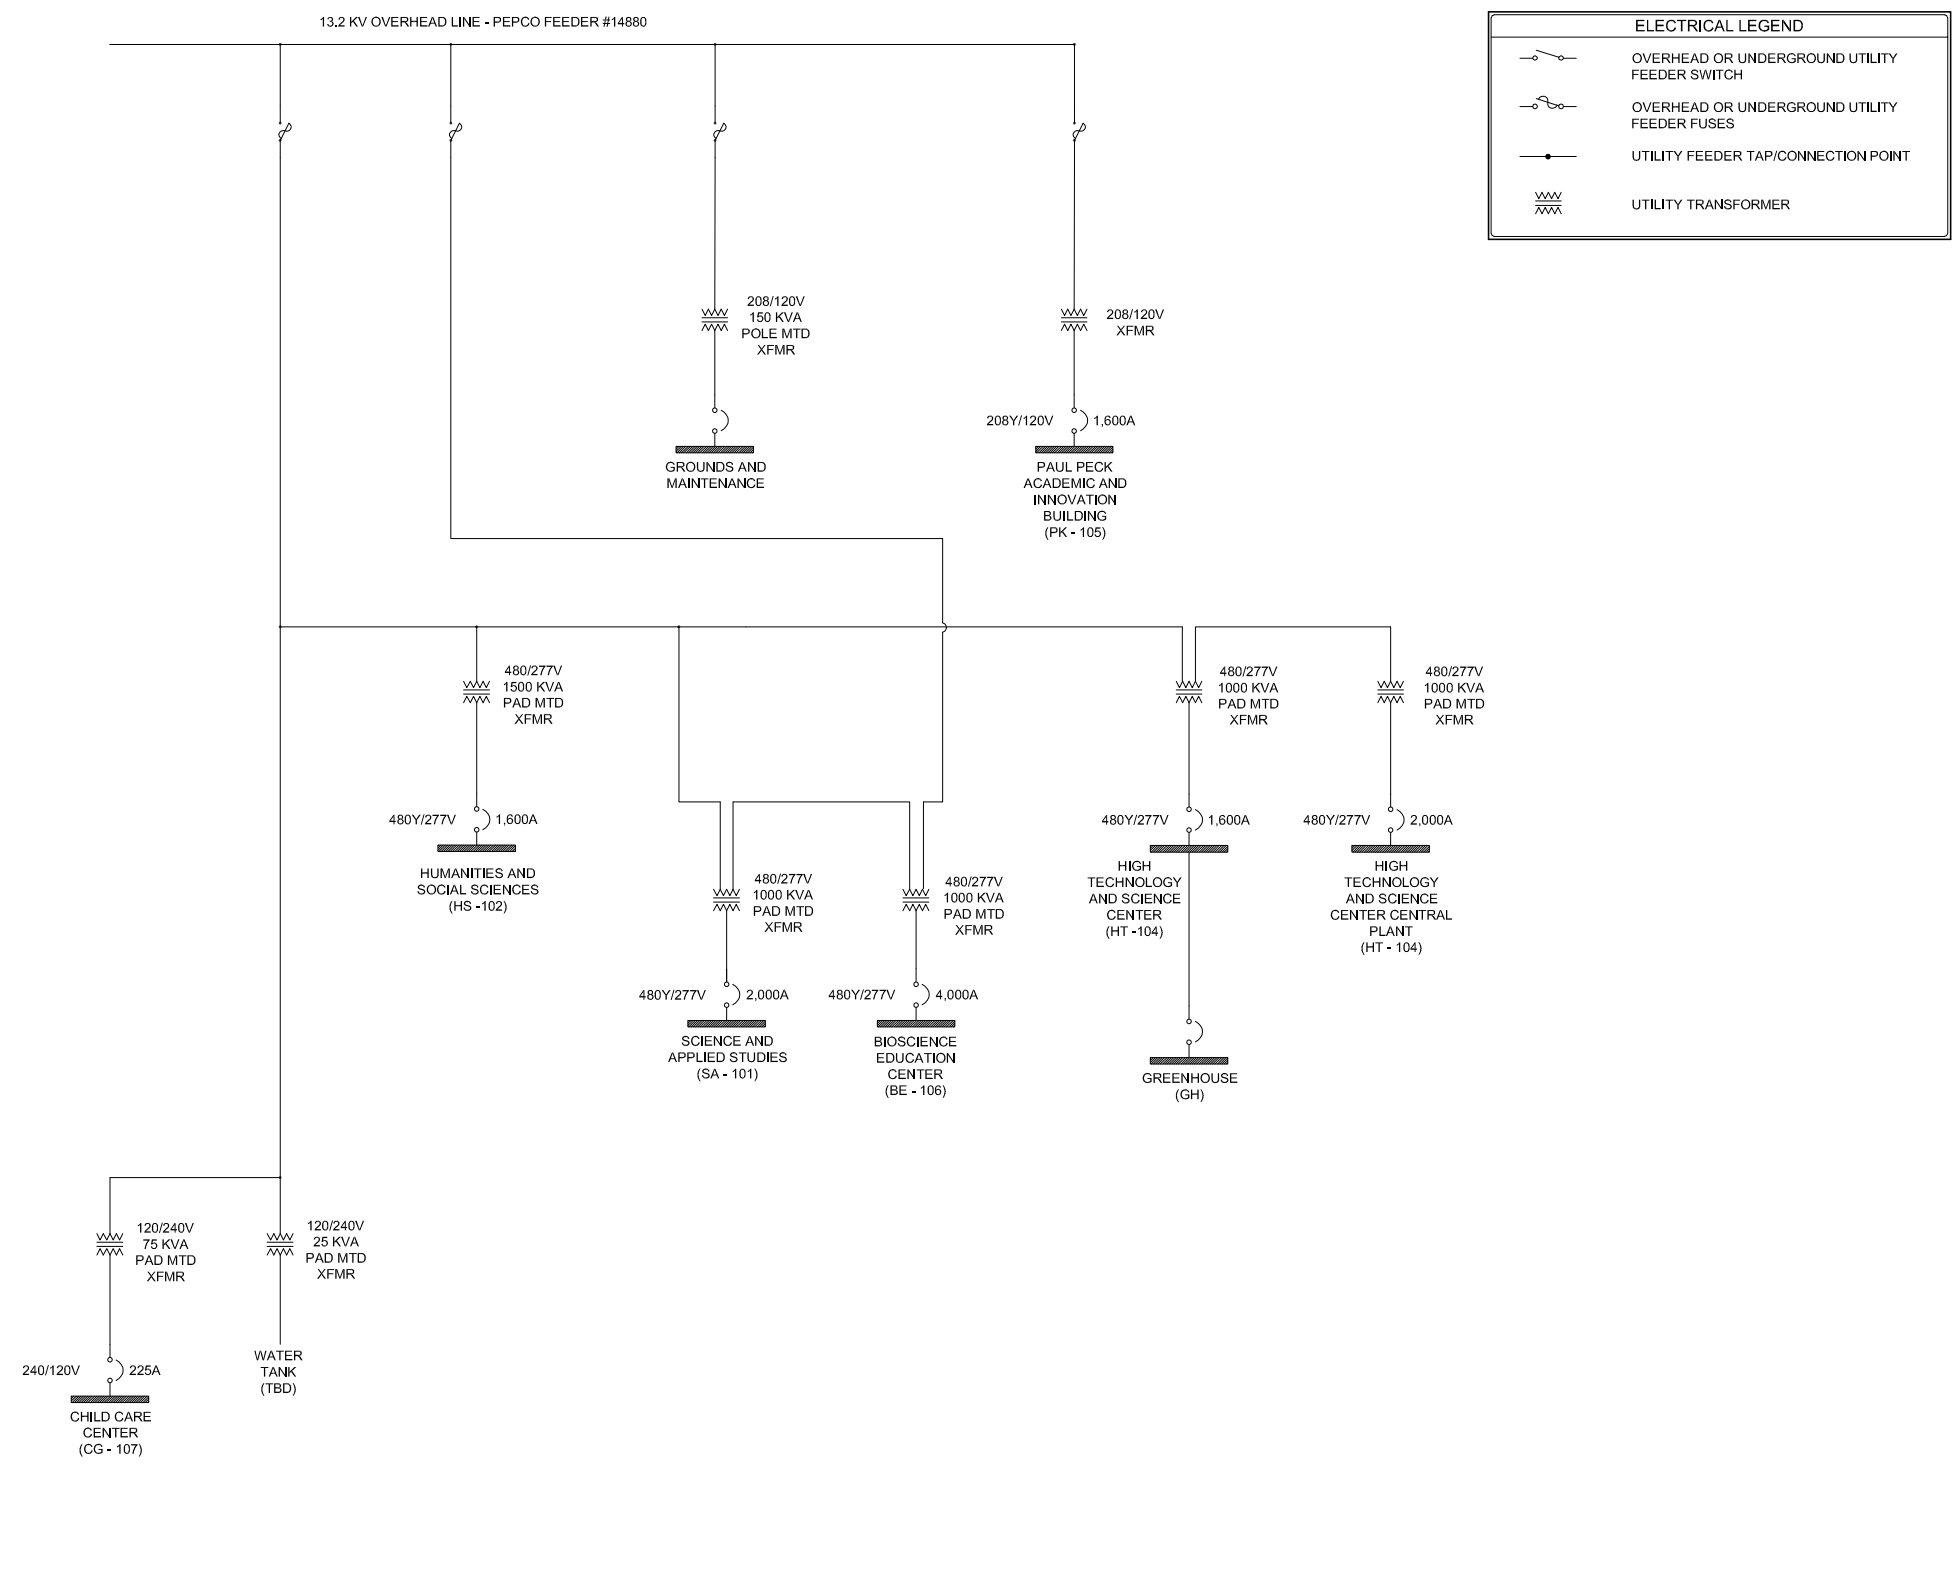 13.2 KV OVERHEAD LINE - PEPCO FEEDER #14880
ELECTRICAL LEGEND
OVERHEAD OR UNDERGROUND UTILITY
FEEDER SWITCH
OVERHEAD OR UNDERGROUND UTILITY
FEEDER FUSES
UTILITY FEEDER TAP/CONNECTION POINT
UTILITY TRANSFORMER
208/120V
150 KVA
POLE MTD
XFMR
208/120V
XFMR
208Y/120V
1,600A
GROUNDS AND
MAINTENANCE
PAUL PECK
ACADEMIC AND
INNOVATION
BUILDING
(PK - 105)
480/277V
1500 KVA
PAD MTD
XFMR
480/277V
1000 KVA
PAD MTD
XFMR
480/277V
1000 KVA
PAD MTD
XFMR
480Y/277V
1,600A
HUMANITIES AND
SOCIAL SCIENCES
(HS -102)
480Y/277V
1,600A
HIGH
TECHNOLOGY
AND SCIENCE
CENTER
(HT -104)
480Y/277V
2,000A
HIGH
TECHNOLOGY
AND SCIENCE
CENTER CENTRAL
PLANT
(HT - 104)
480/277V
1000 KVA
PAD MTD
XFMR
480/277V
1000 KVA
PAD MTD
XFMR
480Y/277V
2,000A
SCIENCE AND
APPLIED STUDIES
(SA - 101)
480Y/277V
4,000A
BIOSCIENCE
EDUCATION
CENTER
(BE - 106)
GREENHOUSE
(GH)
120/240V
75 KVA
PAD MTD
XFMR
120/240V
25 KVA
PAD MTD
XFMR
240/120V
225A
CHILD CARE
CENTER
(CG - 107)
WATER
TANK
(TBD)